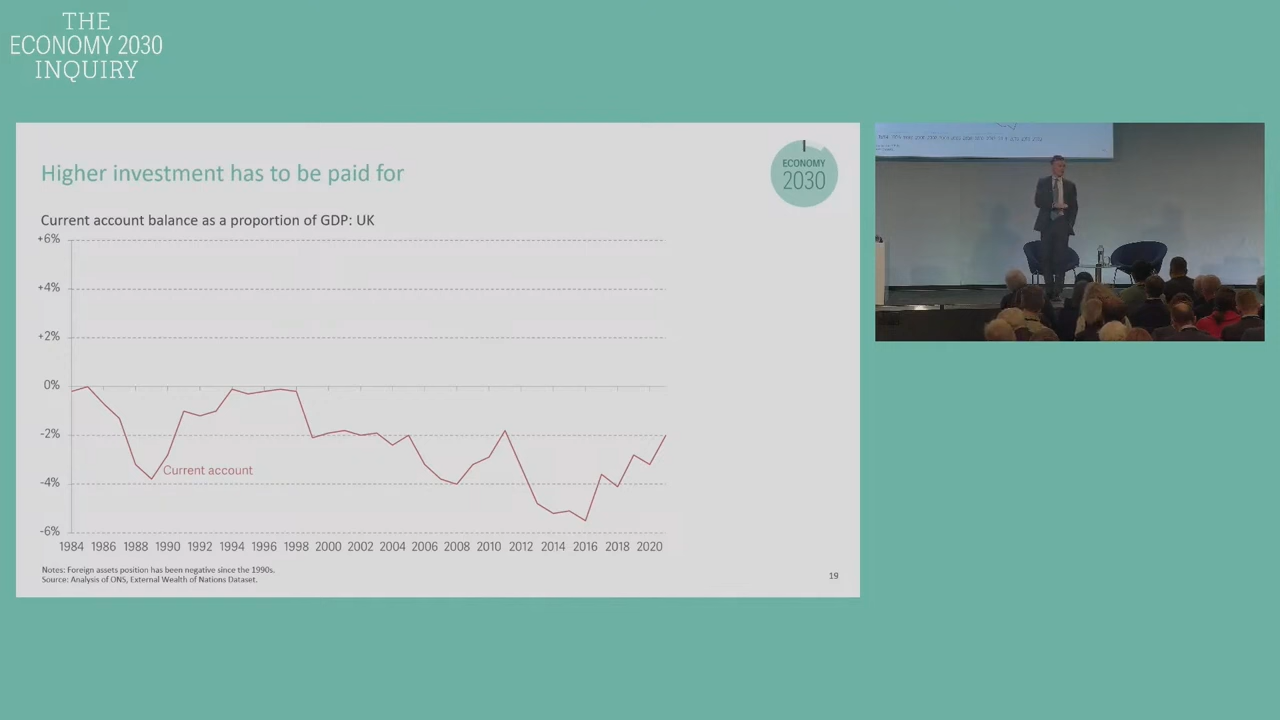 THE
ECONOMY 2030
INQUIRY
Higher investment has to be paid for
ECONOMY
2030
Current account balance as a proportion of GDP: UK
+6%
+4%
+2%
0%
-2%
Current account
-4%
-6%
1984 1986 1988 1990 1992 1994 1996 1998 2000 2002 2004 2006 2008 2010 2012 2014 2016 2018 2020
Notes: Foreign assets position has been negative since the 1990s.
Source: Analysis of ONS, External Wealth of Nations Dataset.
19